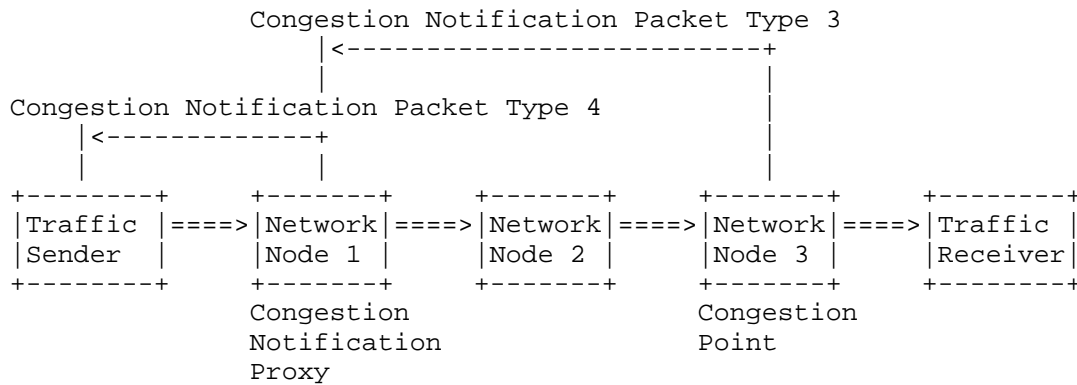 Congestion Notification Packet Type 3
Congestion Notification Packet Type 4
Traffic Sender
Network Node 1
Network Node 2
Network Node 3
Traffic Receiver
Congestion Notification Proxy
Congestion Point